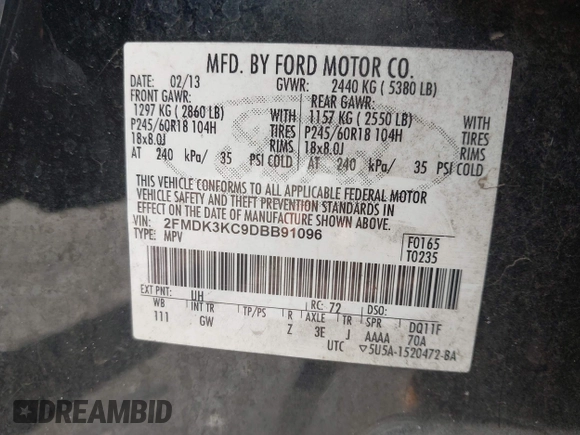 MFD. BY FORD MOTOR CO.
DATE: 02/13 GVWR: 2440 KG ( 5380 LB)
FRONT GAWR: REAR GAWR:
1297 KG ( 2860 LB) WITH 1157 KG ( 2550 LB) WITH
P245/60R18 104H TIRES P245/60R18 104H TIRES
18x8.0J RIMS 18x8.0J RIMS
AT 240 kPa/ 35 PSI COLD AT 240 kPa/ 35 PSI COLD
THIS VEHICLE CONFORMS TO ALL APPLICABLE FEDERAL MOTOR
VEHICLE SAFETY AND THEFT PREVENTION STANDARDS IN
EFFECT ON THE DATE OF MANUFACTURE SHOWN ABOVE.
VIN: 2FMDK3KC9DBB91096
TYPE: MPV
F0165
T0235
EXT PNT: UH RC: 72 DSO:
WB INT TR TP/PS R AXLE TR SPR DQ11F
111 GW Z 3E J AAAA 70A
UTC ▽5U5A-1520472-BA
DREAMBID